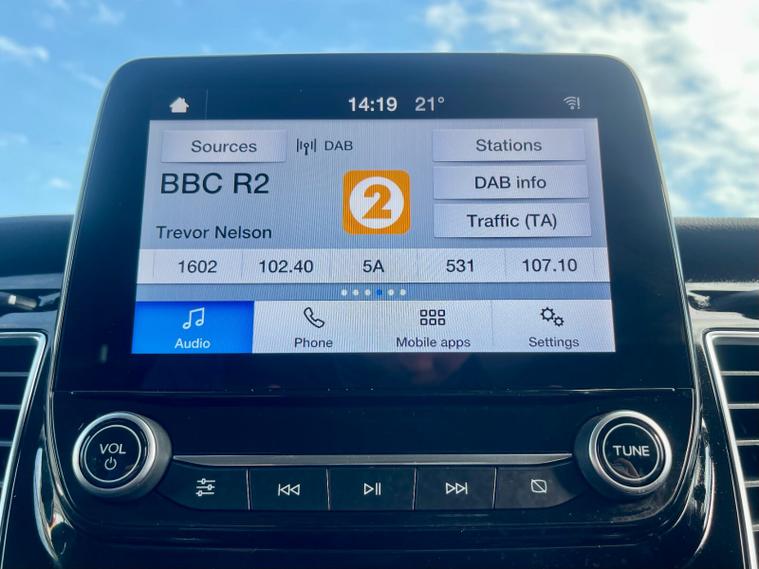 14:19 21°
Sources DAB Stations
BBC R2 2 DAB info
Trevor Nelson Traffic (TA)
1602 102.40 5A 531 107.10
Audio Phone Mobile apps Settings
VOL TUNE